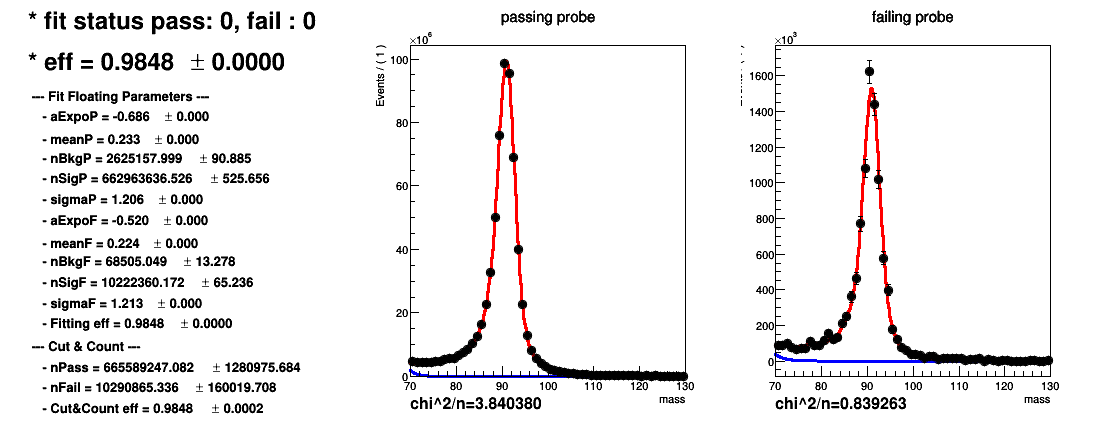 * fit status pass: 0, fail : 0
* eff = 0.9848 ± 0.0000
--- Fit Floating Parameters ---
- aExpoP = -0.686 ± 0.000
- meanP = 0.233 ± 0.000
- nBkgP = 2625157.999 ± 90.885
- nSigP = 662963636.526 ± 525.656
- sigmaP = 1.206 ± 0.000
- aExpoF = -0.520 ± 0.000
- meanF = 0.224 ± 0.000
- nBkgF = 68505.049 ± 13.278
- nSigF = 10222360.172 ± 65.236
- sigmaF = 1.213 ± 0.000
- Fitting eff = 0.9848 ± 0.0000
--- Cut & Count ---
- nPass = 665589247.082 ± 1280975.684
- nFail = 10290865.336 ± 160019.708
- Cut&Count eff = 0.9848 ± 0.0002
passing probe
×10⁶
Events / ( 1 )
100
80
60
40
20
0
70 80 90 100 110 120 130
mass
chi^2/n=3.840380
failing probe
×10³
1600
1400
1200
1000
800
600
400
200
0
70 80 90 100 110 120 130
mass
chi^2/n=0.839263